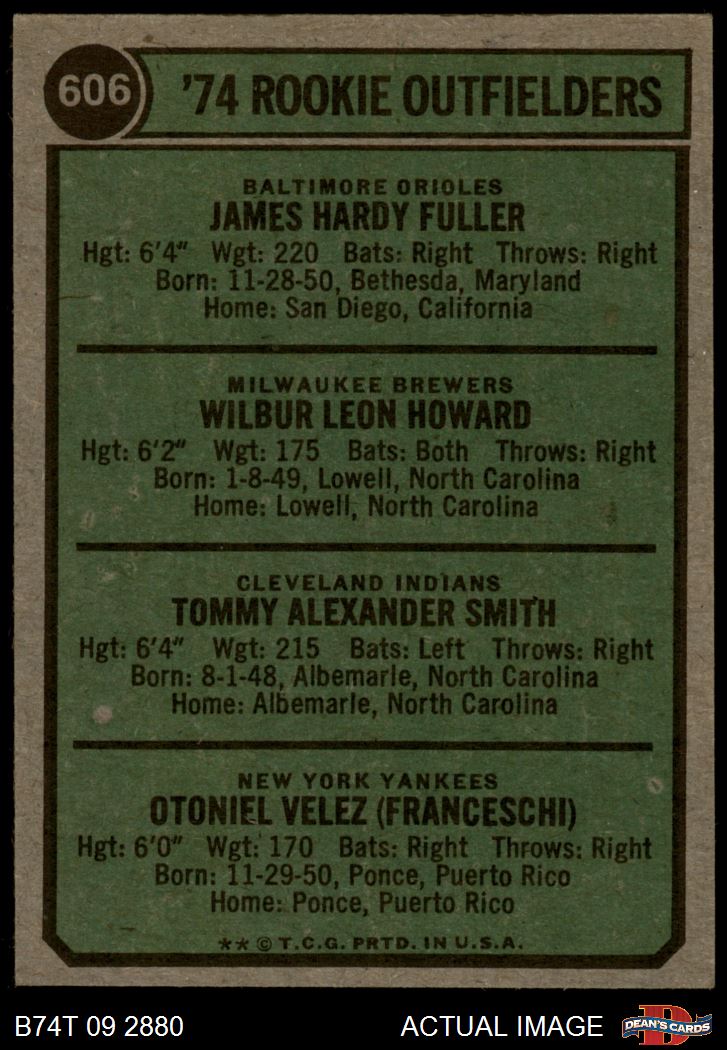 606
'74 ROOKIE OUTFIELDERS
BALTIMORE ORIOLES
JAMES HARDY FULLER
Hgt: 6'4" Wgt: 220 Bats: Right Throws: Right
Born: 11-28-50, Bethesda, Maryland
Home: San Diego, California
MILWAUKEE BREWERS
WILBUR LEON HOWARD
Hgt: 6'2" Wgt: 175 Bats: Both Throws: Right
Born: 1-8-49, Lowell, North Carolina
Home: Lowell, North Carolina
CLEVELAND INDIANS
TOMMY ALEXANDER SMITH
Hgt: 6'4" Wgt: 215 Bats: Left Throws: Right
Born: 8-1-48, Albemarle, North Carolina
Home: Albemarle, North Carolina
NEW YORK YANKEES
OTONIEL VELEZ (FRANCESCHI)
Hgt: 6'0" Wgt: 170 Bats: Right Throws: Right
Born: 11-29-50, Ponce, Puerto Rico
Home: Ponce, Puerto Rico
** © T.C.G. PRTD. IN U.S.A.
B74T 09 2880 ACTUAL IMAGE
D
DEAN'S CARDS